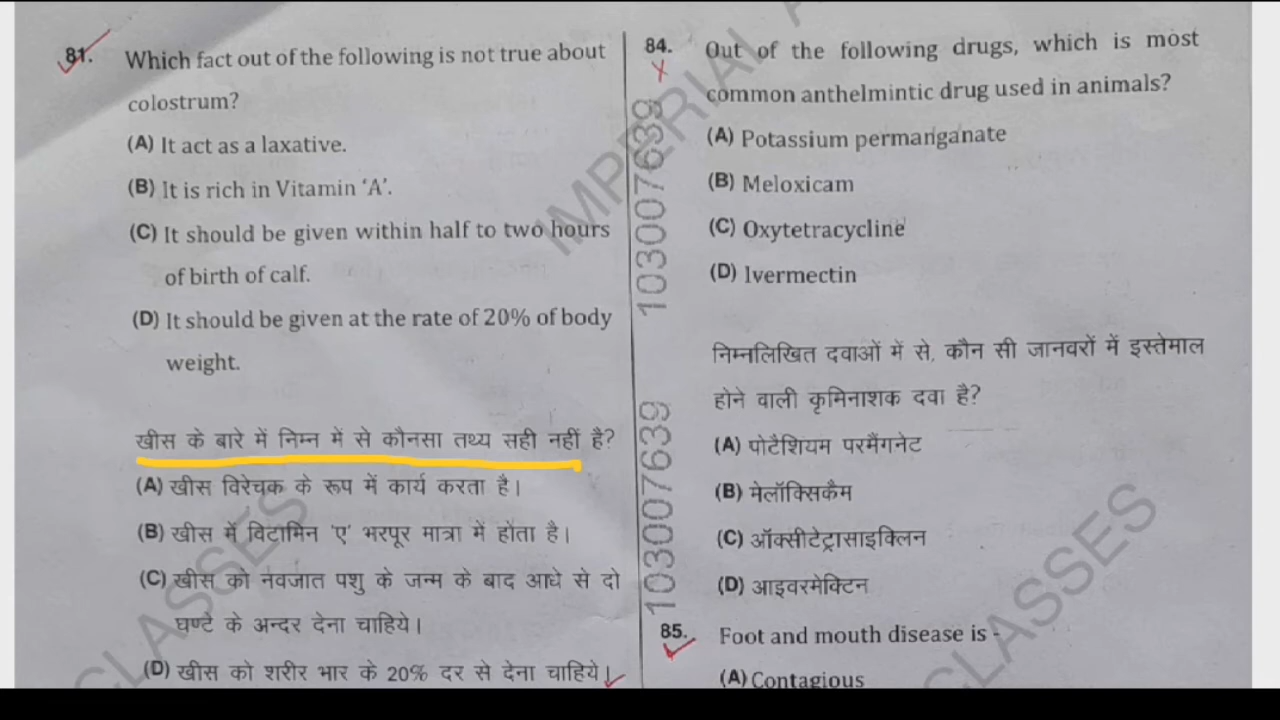 81. Which fact out of the following is not true about
colostrum?
(A) It act as a laxative.
(B) It is rich in Vitamin 'A'.
(C) It should be given within half to two hours
of birth of calf.
(D) It should be given at the rate of 20% of body
weight.
खीस के बारे में निम्न में से कौनसा तथ्य सही नहीं है?
(A) खीस विरेचक के रूप में कार्य करता है।
(B) खीस में विटामिन 'ए' भरपूर मात्रा में होता है।
(C) खीस को नवजात पशु के जन्म के बाद आधे से दो
घण्टे के अन्दर देना चाहिये।
(D) खीस को शरीर भार के 20% दर से देना चाहिये।
103007639
103007639
84. Out of the following drugs, which is most
common anthelmintic drug used in animals?
(A) Potassium permanganate
(B) Meloxicam
(C) Oxytetracycline
(D) Ivermectin
निम्नलिखित दवाओं में से, कौन सी जानवरों में इस्तेमाल
होने वाली कृमिनाशक दवा है?
(A) पोटैशियम परमैंगनेट
(B) मेलॉक्सिकैम
(C) ऑक्सीटेट्रासाइक्लिन
(D) आइवरमेक्टिन
85. Foot and mouth disease is -
(A) Contagious
IMPERIAL
CLASSES
CLASSES